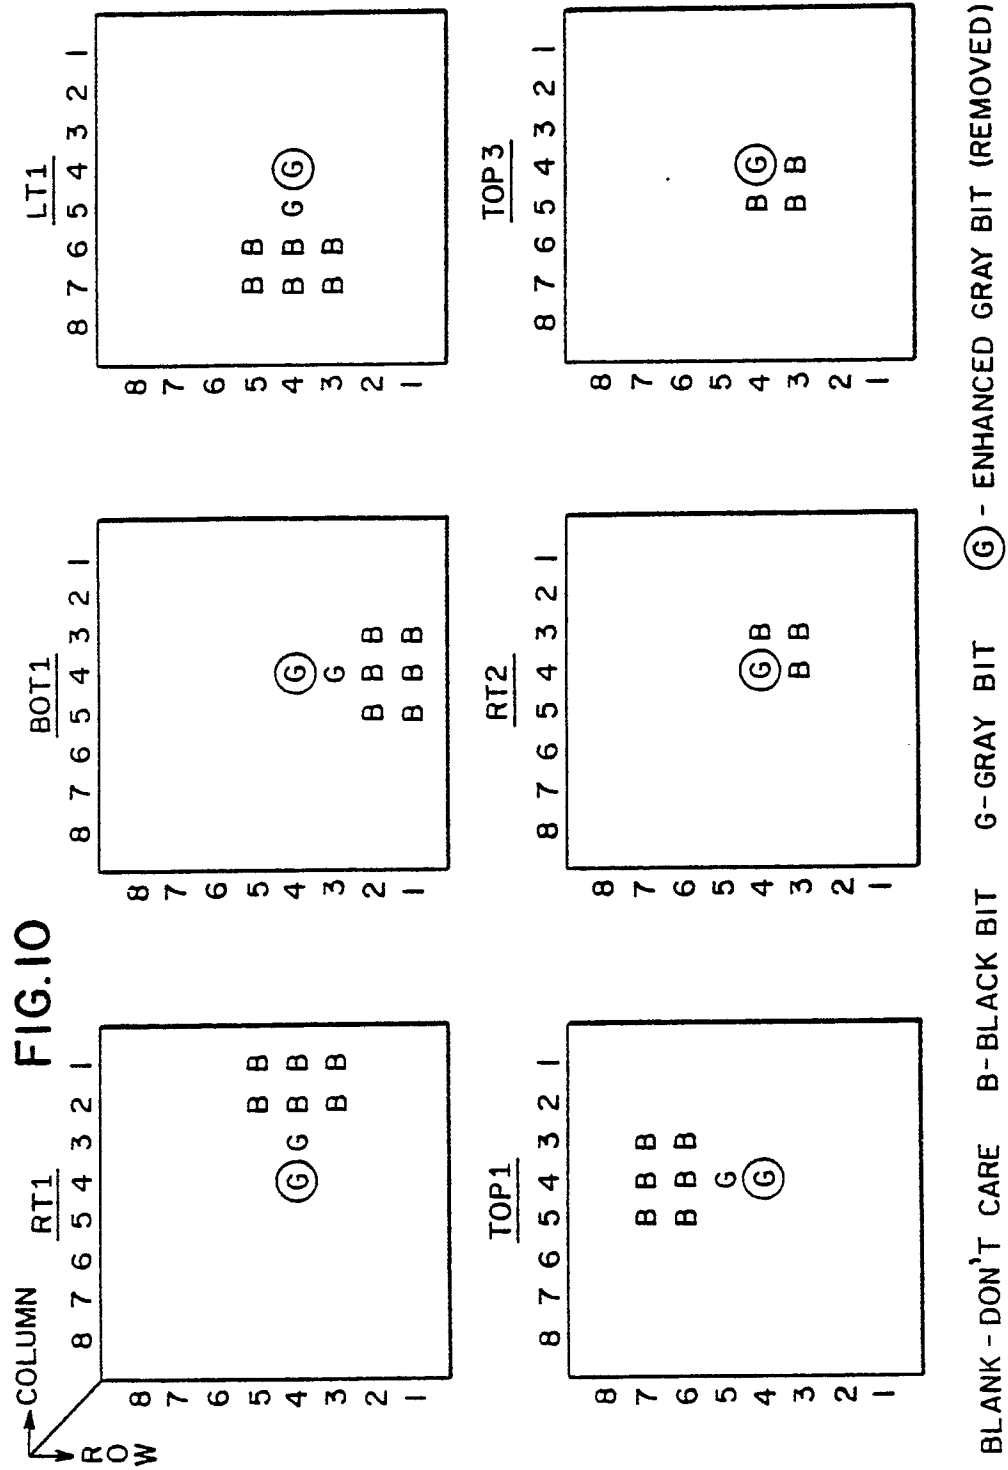 FIG.10
COLUMN
ROW
RT1
8 7 6 5 4 3 2 1
8
7
6
5 B B
4 (G) G B B
3 B B
2
1
BOT1
8 7 6 5 4 3 2 1
8
7
6
5
4 (G)
3 G
2 B B B
1 B B B
LT1
8 7 6 5 4 3 2 1
8
7
6
5 B B
4 B B G (G)
3 B B
2
1
TOP1
8 7 6 5 4 3 2 1
8
7 B B B
6 B B B
5 G
4 (G)
3
2
1
RT2
8 7 6 5 4 3 2 1
8
7
6
5
4 (G) B
3 B B
2
1
TOP3
8 7 6 5 4 3 2 1
8
7
6
5
4 B (G)
3 B B
2
1
BLANK-DON'T CARE B-BLACK BIT G-GRAY BIT (G)-ENHANCED GRAY BIT (REMOVED)